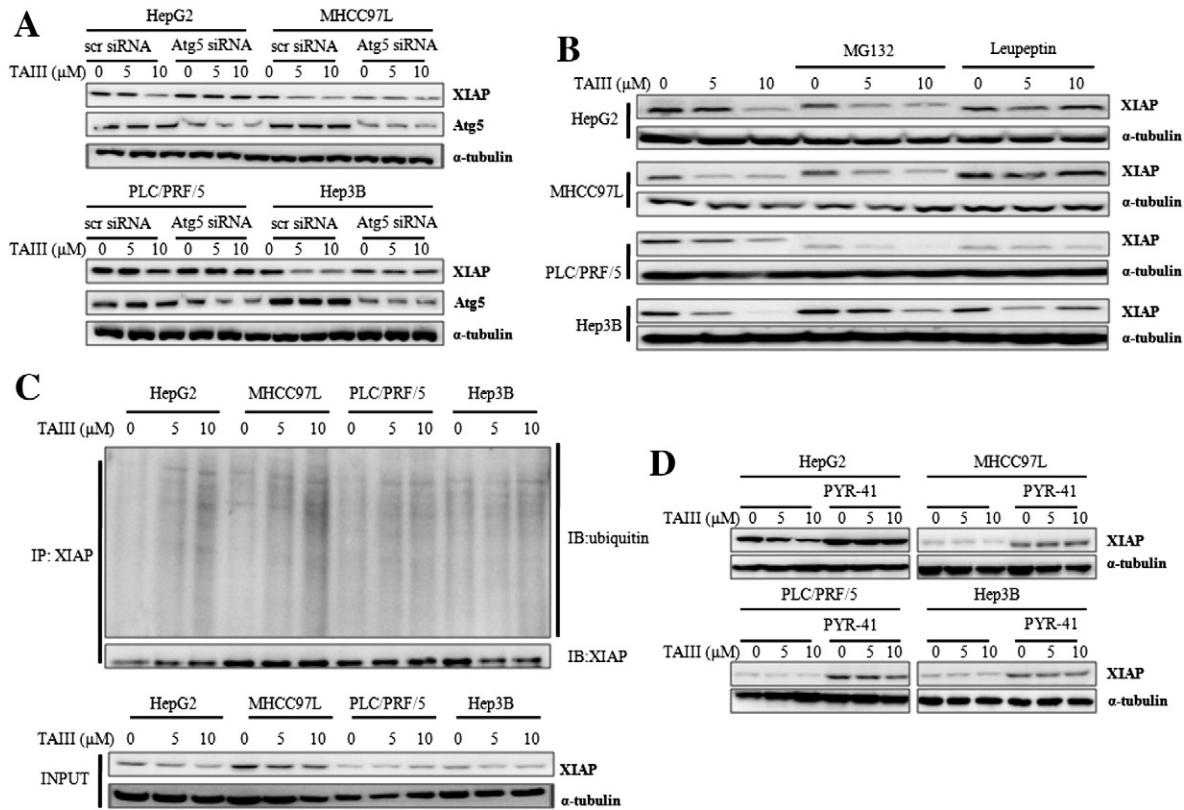 A
HepG2 MHCC97L
scr siRNA Atg5 siRNA scr siRNA Atg5 siRNA
TAIII (μM) 0 5 10 0 5 10 0 5 10 0 5 10
XIAP
Atg5
α-tubulin
PLC/PRF/5 Hep3B
scr siRNA Atg5 siRNA scr siRNA Atg5 siRNA
TAIII (μM) 0 5 10 0 5 10 0 5 10 0 5 10
XIAP
Atg5
α-tubulin
B
MG132 Leupeptin
TAIII (μM) 0 5 10 0 5 10 0 5 10
HepG2
XIAP
α-tubulin
MHCC97L
XIAP
α-tubulin
PLC/PRF/5
XIAP
α-tubulin
Hep3B
XIAP
α-tubulin
C
HepG2 MHCC97L PLC/PRF/5 Hep3B
TAIII (μM) 0 5 10 0 5 10 0 5 10 0 5 10
IP: XIAP
IB:ubiquitin
IB:XIAP
HepG2 MHCC97L PLC/PRF/5 Hep3B
TAIII (μM) 0 5 10 0 5 10 0 5 10 0 5 10
INPUT
XIAP
α-tubulin
D
HepG2 MHCC97L
PYR-41 PYR-41
TAIII (μM) 0 5 10 0 5 10 0 5 10 0 5 10
XIAP
α-tubulin
PLC/PRF/5 Hep3B
PYR-41 PYR-41
TAIII (μM) 0 5 10 0 5 10 0 5 10 0 5 10
XIAP
α-tubulin